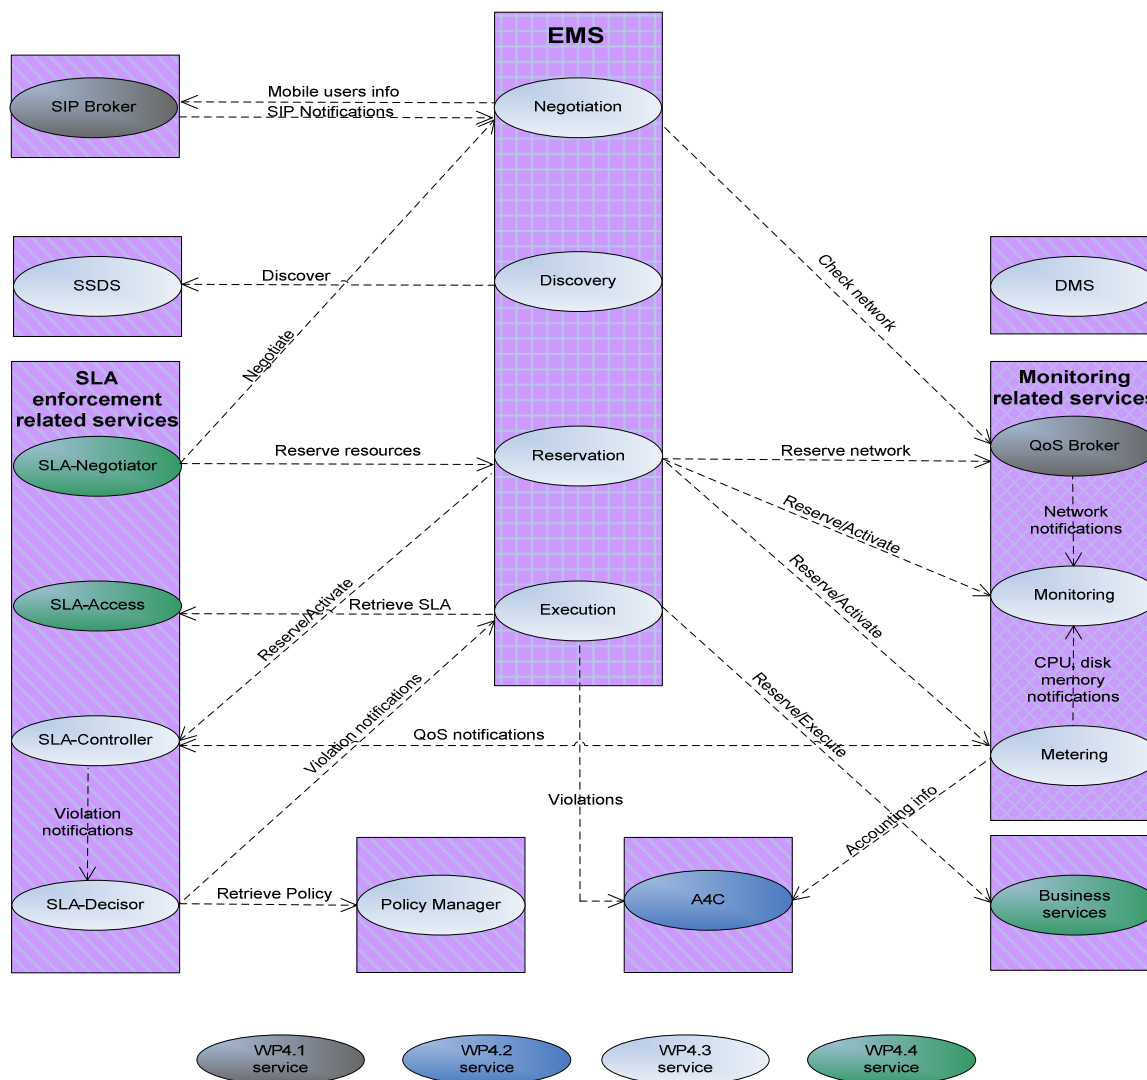 EMS
SIP Broker
Mobile users info
SIP Notifications
Negotiation
SSDS
Discover
Discovery
Check network
DMS
Negotiate
SLA
enforcement
related services
Monitoring
related services
SLA-Negotiator
Reserve resources
Reservation
Reserve network
QoS Broker
Reserve/Activate
Network
notifications
SLA-Access
Retrieve SLA
Execution
Reserve/Activate
Reserve/Activate
Monitoring
CPU, disk
memory
notifications
Violation notifications
Reserve/Execute
SLA-Controller
QoS notifications
Metering
Violation
notifications
Violations
Accounting info
SLA-Decisor
Retrieve Policy
Policy Manager
A4C
Business
services
WP4.1
service
WP4.2
service
WP4.3
service
WP4.4
service